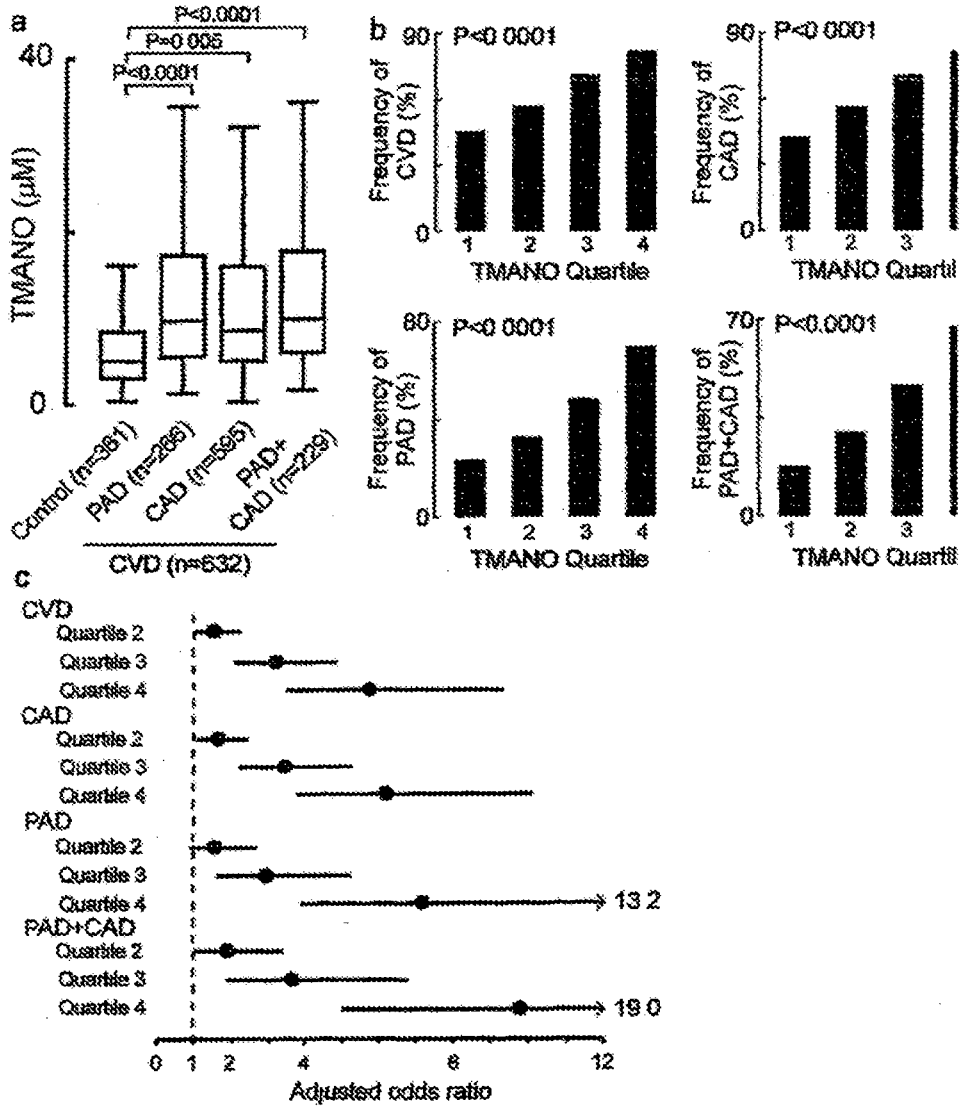 a
P<0.0001
P=0.005
P<0.0001
40
TMANO (μM)
0
Control (n=361)
PAD (n=266)
CAD (n=595)
PAD+
CAD (n=229)
CVD (n=632)
b
90
P<0 0001
Frequency of
CVD (%)
0
1 2 3 4
TMANO Quartile
90
P<0 0001
Frequency of
CAD (%)
0
1 2 3
TMANO Quartil
80
P<0 0001
Frequency of
PAD (%)
0
1 2 3 4
TMANO Quartile
70
P<0.0001
Frequency of
PAD+CAD (%)
0
1 2 3
TMANO Quartil
c
CVD
Quartile 2
Quartile 3
Quartile 4
CAD
Quartile 2
Quartile 3
Quartile 4
PAD
Quartile 2
Quartile 3
Quartile 4 13 2
PAD+CAD
Quartile 2
Quartile 3
Quartile 4 19 0
0 1 2 4 8 12
Adjusted odds ratio